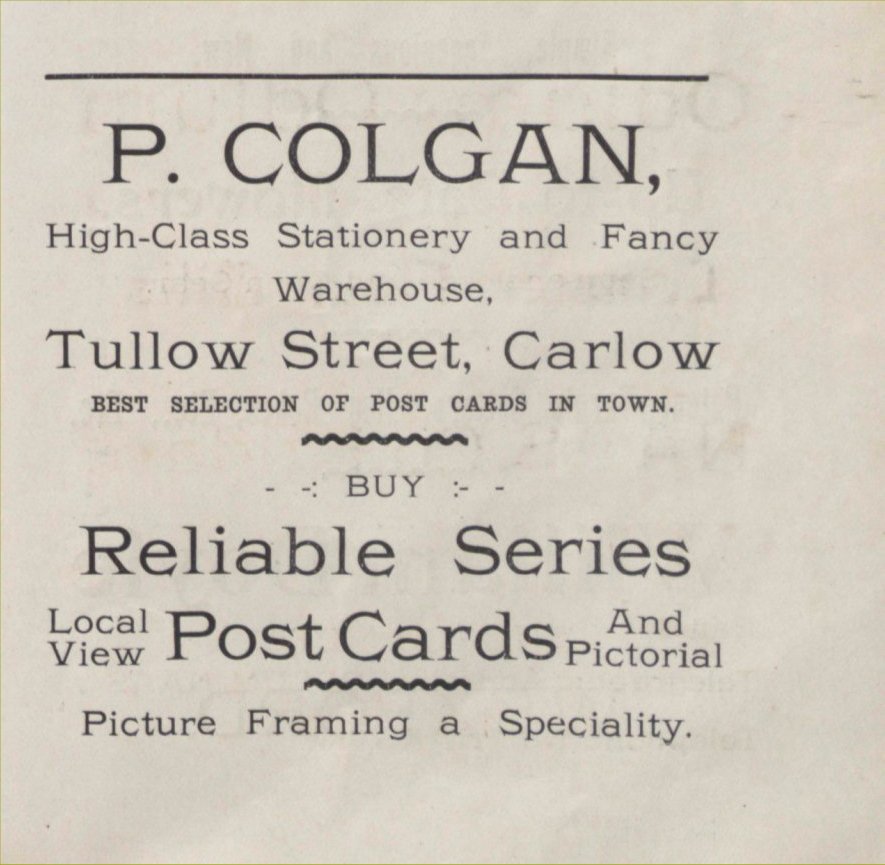 P. COLGAN,
High-Class Stationery and Fancy
Warehouse,
Tullow Street, Carlow
BEST SELECTION OF POST CARDS IN TOWN.
- -: BUY :- -
Reliable Series
Local View Post Cards And Pictorial
Picture Framing a Speciality.